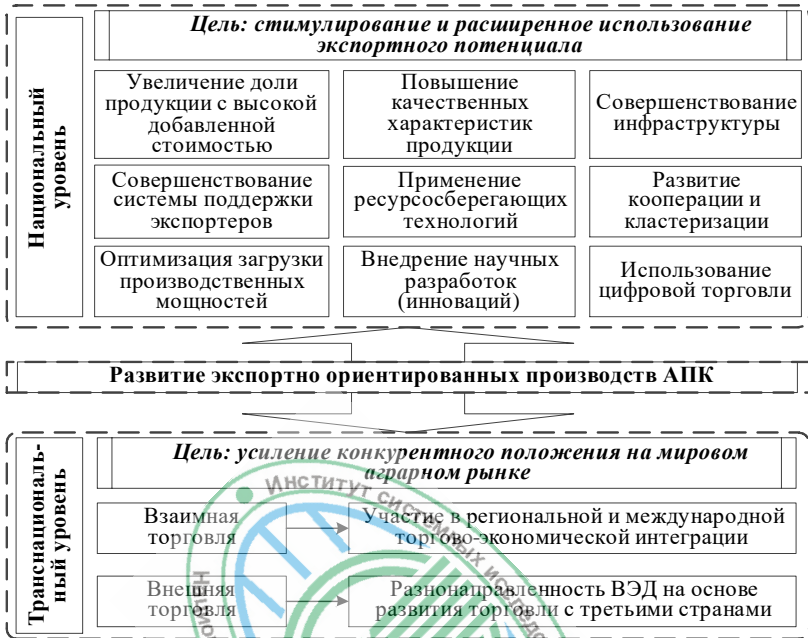 Национальный
уровень
Цель: стимулирование и расширенное использование
экспортного потенциала
Увеличение доли
продукции с высокой
добавленной
стоимостью
Повышение
качественных
характеристик
продукции
Совершенствование
инфраструктуры
Совершенствование
системы поддержки
экспортеров
Применение
ресурсосберегающих
технологий
Развитие
кооперации и
кластеризации
Оптимизация загрузки
производственных
мощностей
Внедрение научных
разработок
(инноваций)
Использование
цифровой торговли
Развитие экспортно ориентированных производств АПК
Транснациональ-
ный уровень
Цель: усиление конкурентного положения на мировом
аграрном рынке
Взаимная
торговля
Участие в региональной и международной
торгово-экономической интеграции
Внешняя
торговля
Разнонаправленность ВЭД на основе
развития торговли с третьими странами
Институт системных